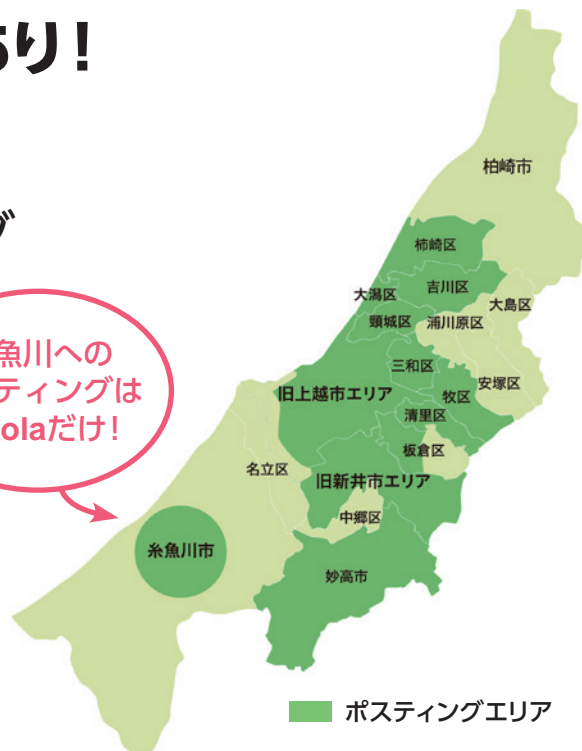 り!
グ
魚川への
ティングは
olaだけ!
柏崎市
柿崎区
吉川区
大潟区
大島区
頸城区
浦川原区
三和区
安塚区
旧上越市エリア
牧区
清里区
板倉区
名立区
旧新井市エリア
中郷区
糸魚川市
妙高市
ポスティングエリア